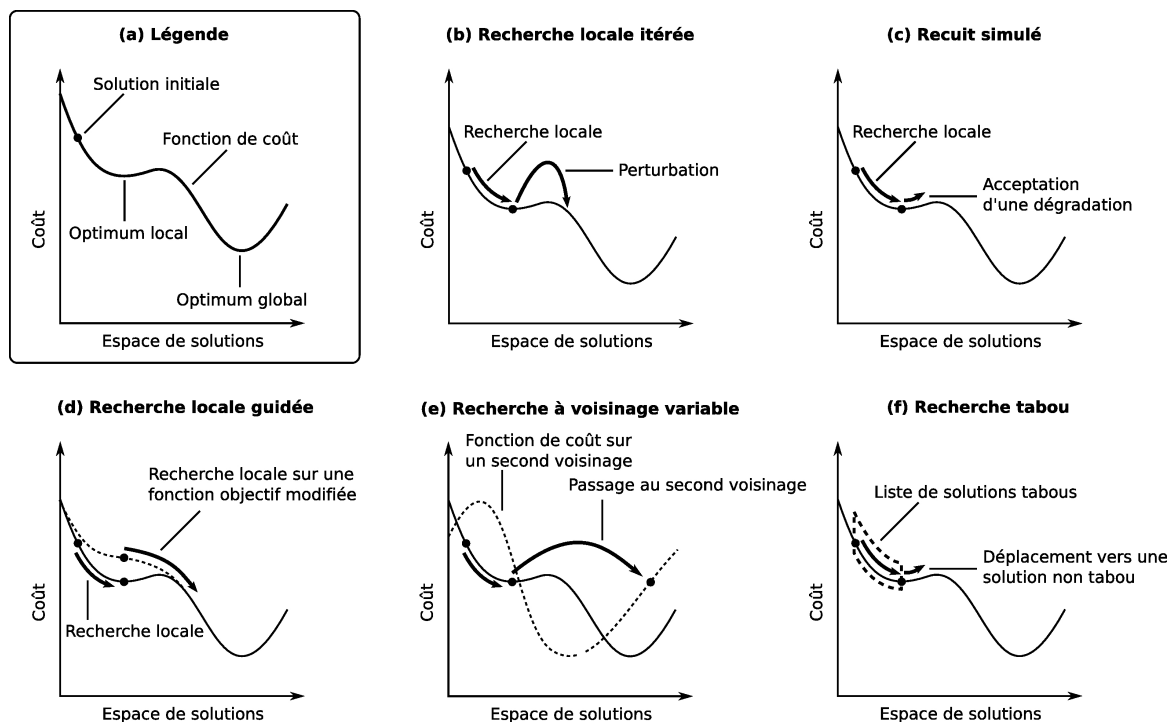 (a) Légende
Solution initiale
Fonction de coût
Optimum local
Optimum global
Coût
Espace de solutions
(b) Recherche locale itérée
Recherche locale
Perturbation
Coût
Espace de solutions
(c) Recuit simulé
Recherche locale
Acceptation
d'une dégradation
Coût
Espace de solutions
(d) Recherche locale guidée
Recherche locale sur une
fonction objectif modifiée
Recherche locale
Coût
Espace de solutions
(e) Recherche à voisinage variable
Fonction de coût sur
un second voisinage
Passage au second voisinage
Coût
Espace de solutions
(f) Recherche tabou
Liste de solutions tabous
Déplacement vers une
solution non tabou
Coût
Espace de solutions